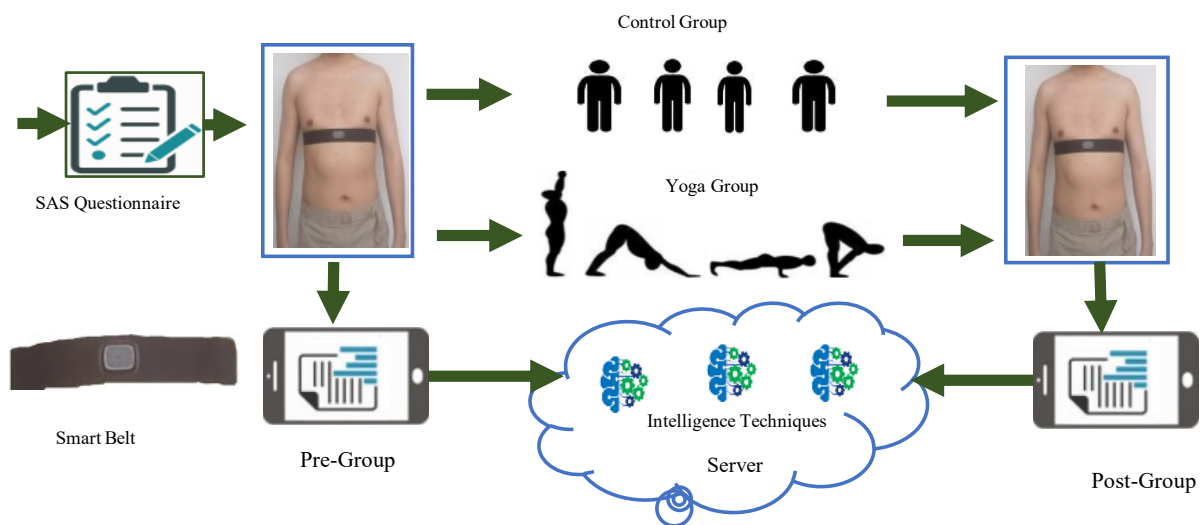 Control Group
SAS Questionnaire
Yoga Group
Smart Belt
Pre-Group
Intelligence Techniques
Server
Post-Group